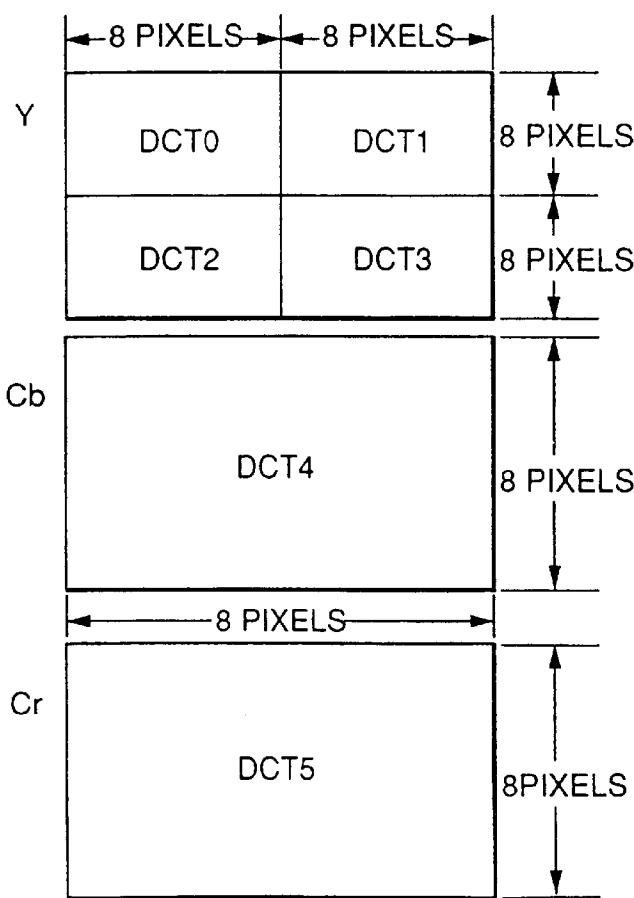 8 PIXELS 8 PIXELS
Y
DCT0 DCT1
8 PIXELS
DCT2 DCT3
8 PIXELS
Cb
DCT4
8 PIXELS
8 PIXELS
Cr
DCT5
8PIXELS